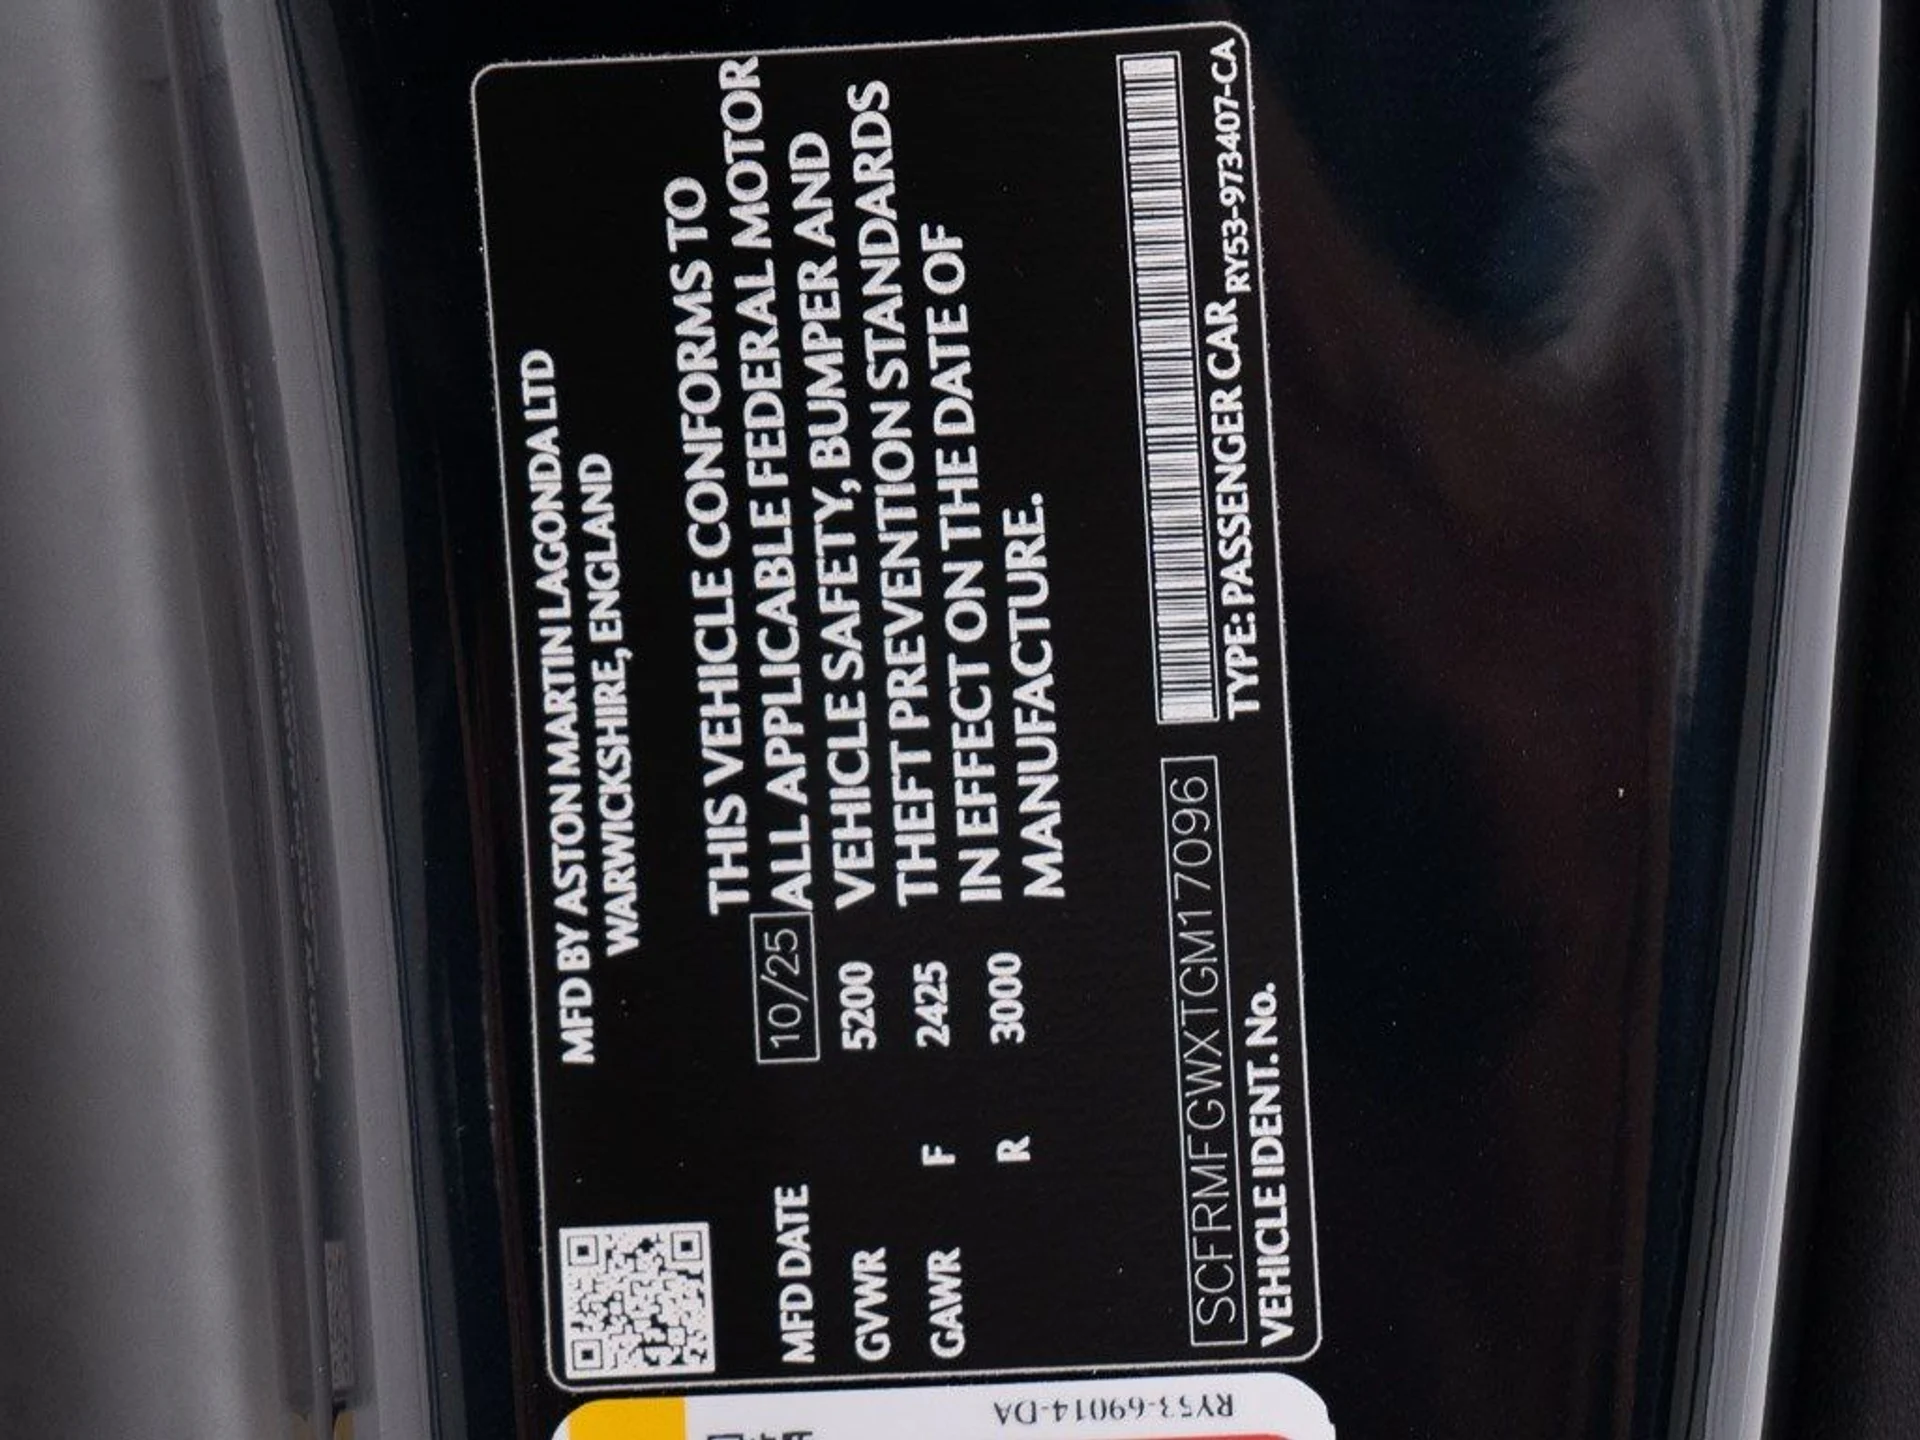 MFD BY ASTON MARTIN LAGONDA LTD
WARWICKSHIRE, ENGLAND
THIS VEHICLE CONFORMS TO
MFD DATE 10/25 ALL APPLICABLE FEDERAL MOTOR
GVWR 5200 VEHICLE SAFETY, BUMPER AND
GAWR F 2425 THEFT PREVENTION STANDARDS
R 3000 IN EFFECT ON THE DATE OF
MANUFACTURE.
SCFRMFGWXTGM17096
VEHICLE IDENT. No. TYPE: PASSENGER CAR RY53-973407-CA
RY53-69014-DA